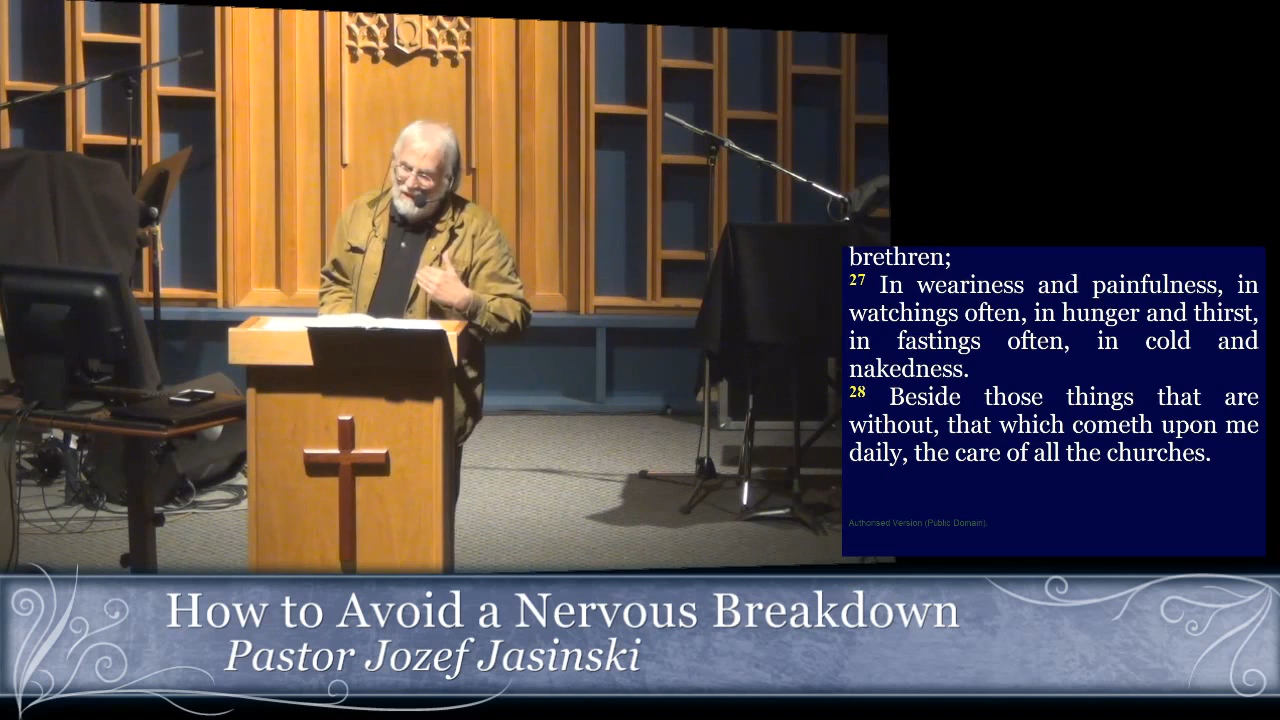 brethren;
27 In weariness and painfulness, in
watchings often, in hunger and thirst,
in fastings often, in cold and
nakedness.
28 Beside those things that are
without, that which cometh upon me
daily, the care of all the churches.
Authorised Version (Public Domain).
How to Avoid a Nervous Breakdown
Pastor Jozef Jasinski